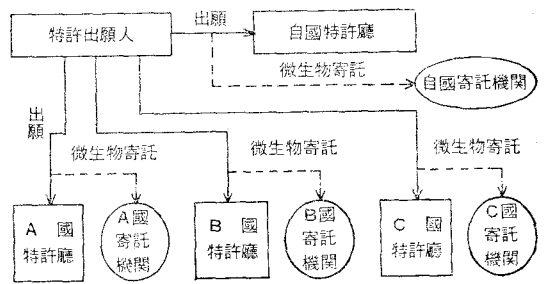 出願
特許出願人
自國特許廳
微生物寄託
自國寄託機関
出願
微生物寄託
微生物寄託
微生物寄託
A 國
特許廳
A國
寄託
機関
B 國
特許廳
B國
寄託
機関
C 國
特許廳
C國
寄託
機関